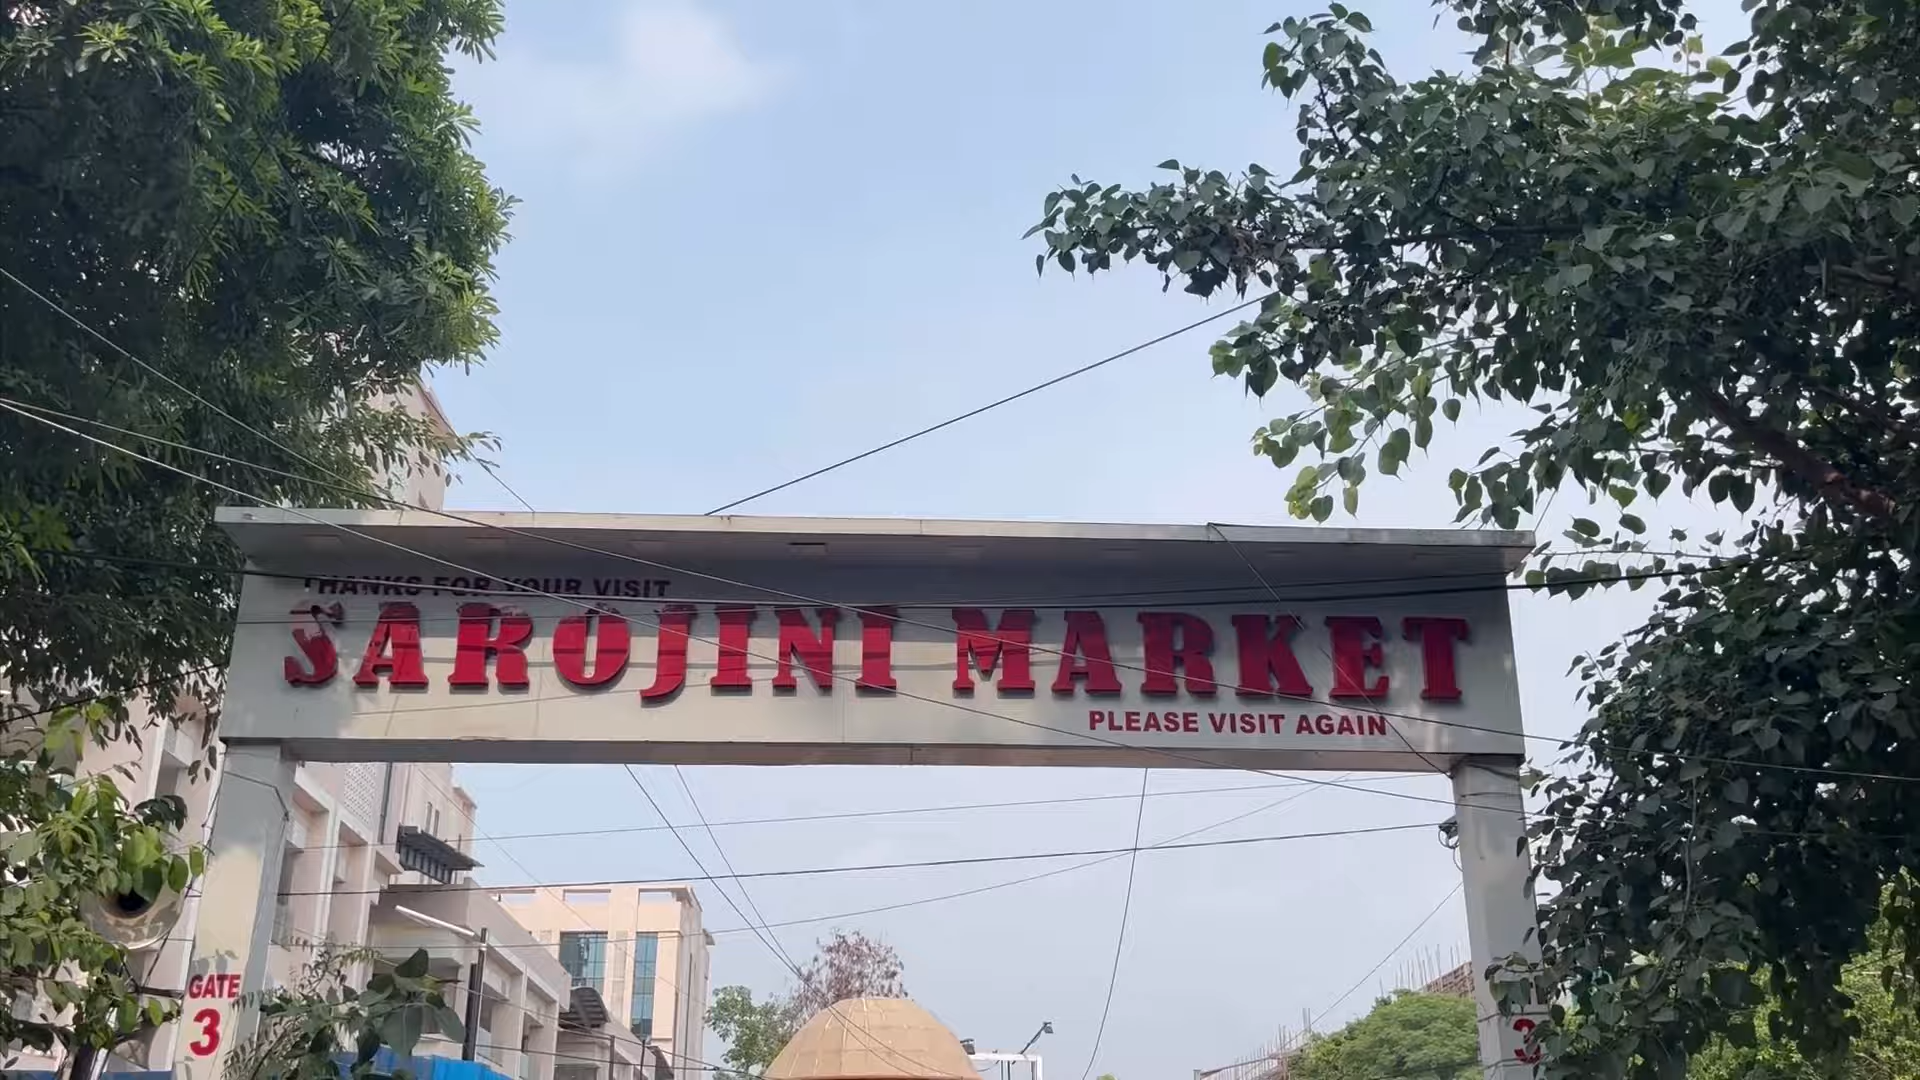 THANKS FOR YOUR VISIT
SAROJINI MARKET
PLEASE VISIT AGAIN
GATE
3
3